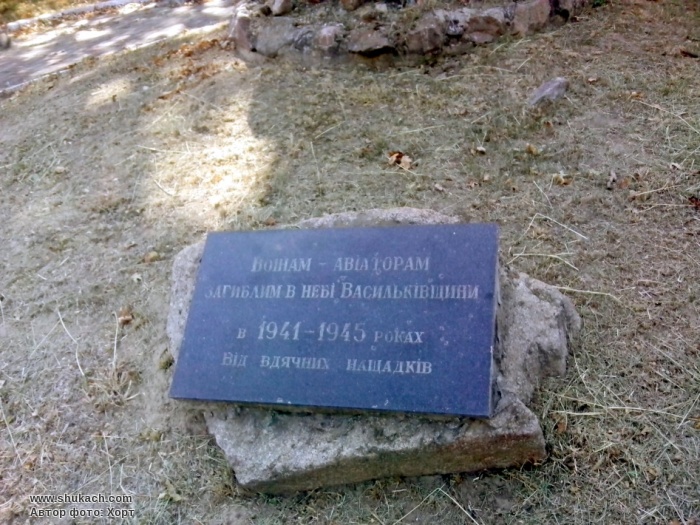 Воїнам - авіаторам
загиблим в небі Васильківщини
в 1941-1945 роках
Від вдячних нащадків
www.shukach.com
Автор фото: Хорт